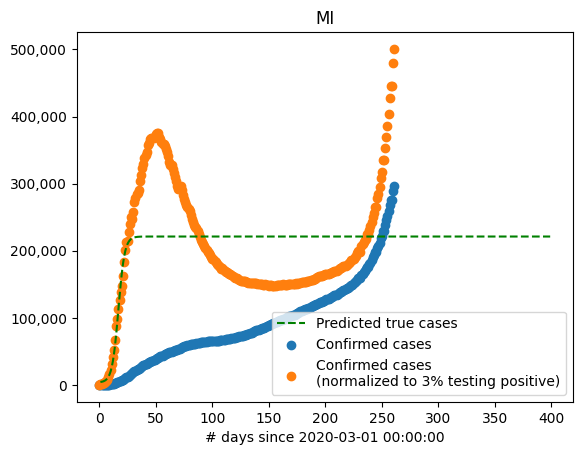 MI
500,000
400,000
300,000
200,000
100,000
0
0 50 100 150 200 250 300 350 400
# days since 2020-03-01 00:00:00
Predicted true cases
Confirmed cases
Confirmed cases
(normalized to 3% testing positive)